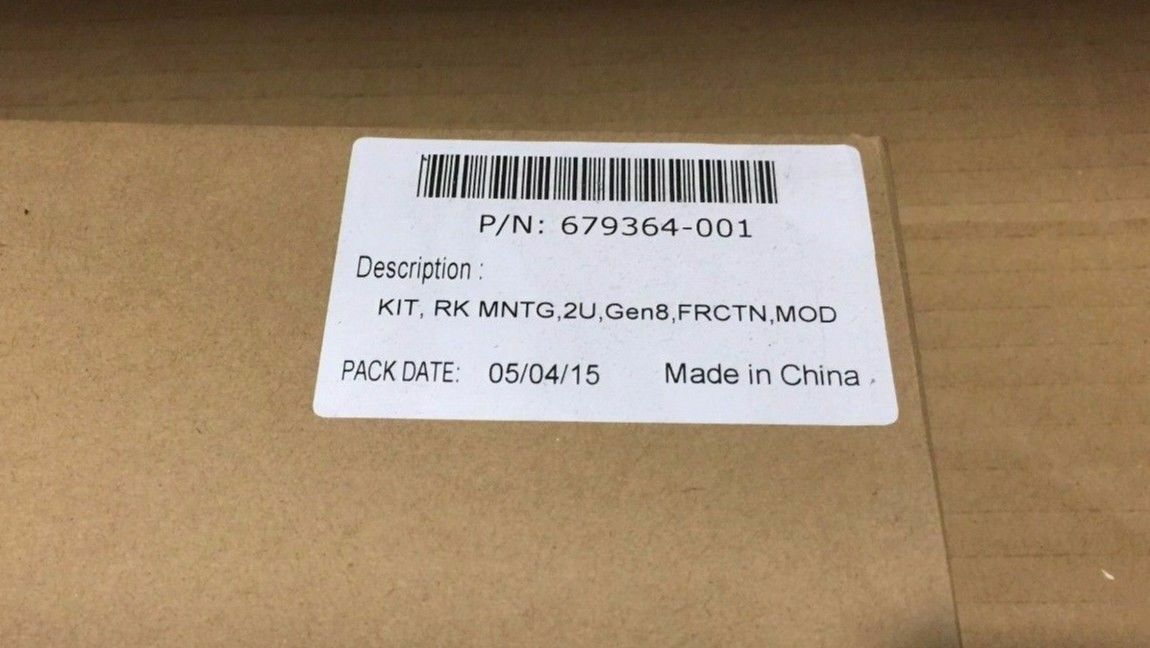 P/N: 679364-001
Description :
KIT, RK MNTG,2U,Gen8,FRCTN,MOD
PACK DATE: 05/04/15 Made in China